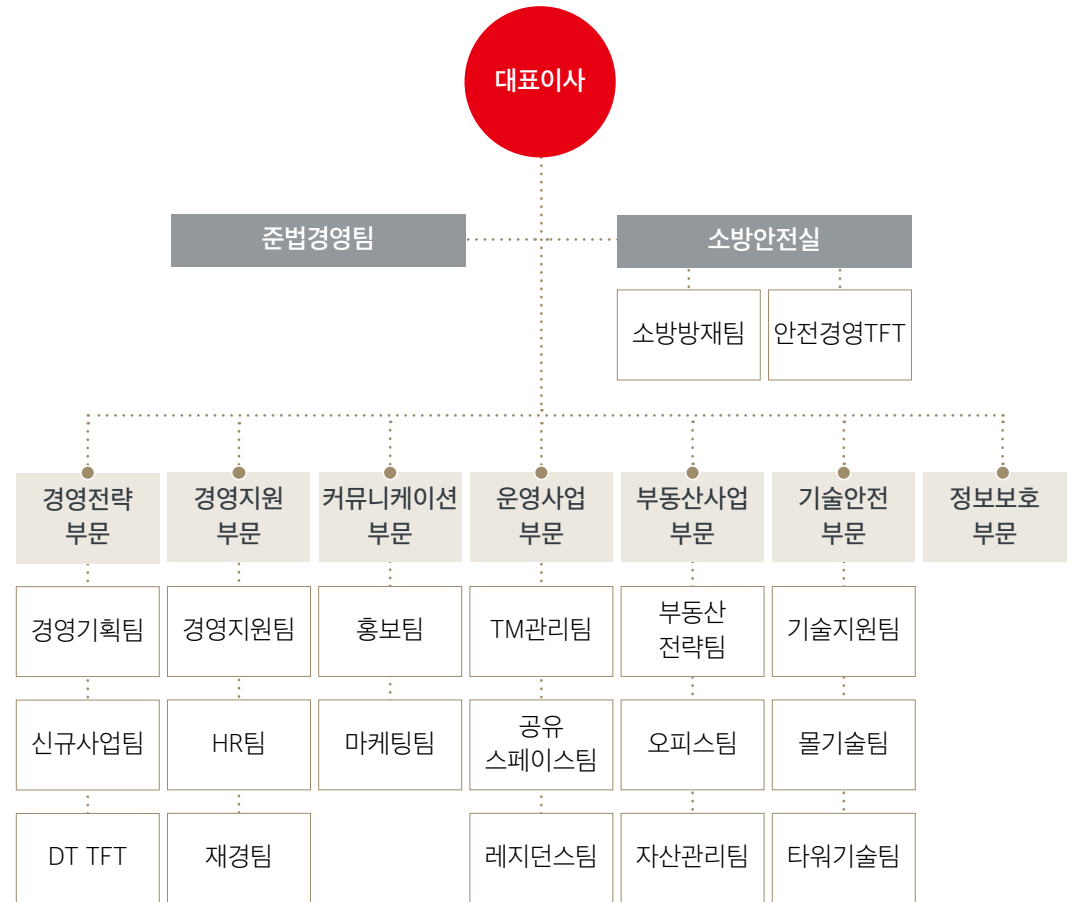 대표이사
준법경영팀
소방안전실
소방방재팀
안전경영TFT
경영전략
부문
경영지원
부문
커뮤니케이션
부문
운영사업
부문
부동산사업
부문
기술안전
부문
정보보호
부문
경영기획팀
경영지원팀
홍보팀
TM관리팀
부동산
전략팀
기술지원팀
신규사업팀
HR팀
마케팅팀
공유
스페이스팀
오피스팀
몰기술팀
DT TFT
재경팀
레지던스팀
자산관리팀
타워기술팀